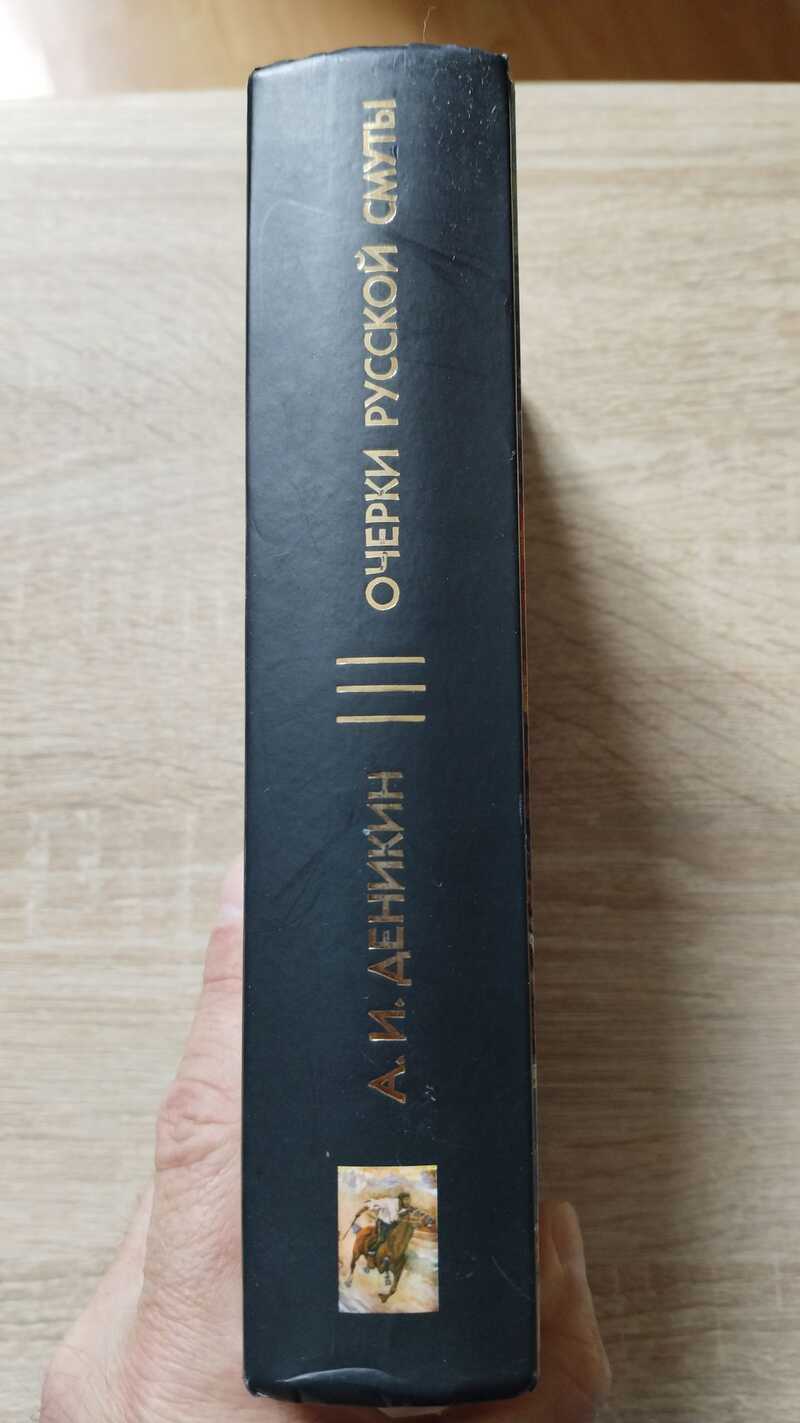 А. И. ДЕНИКИН
III
ОЧЕРКИ РУССКОЙ СМУТЫ